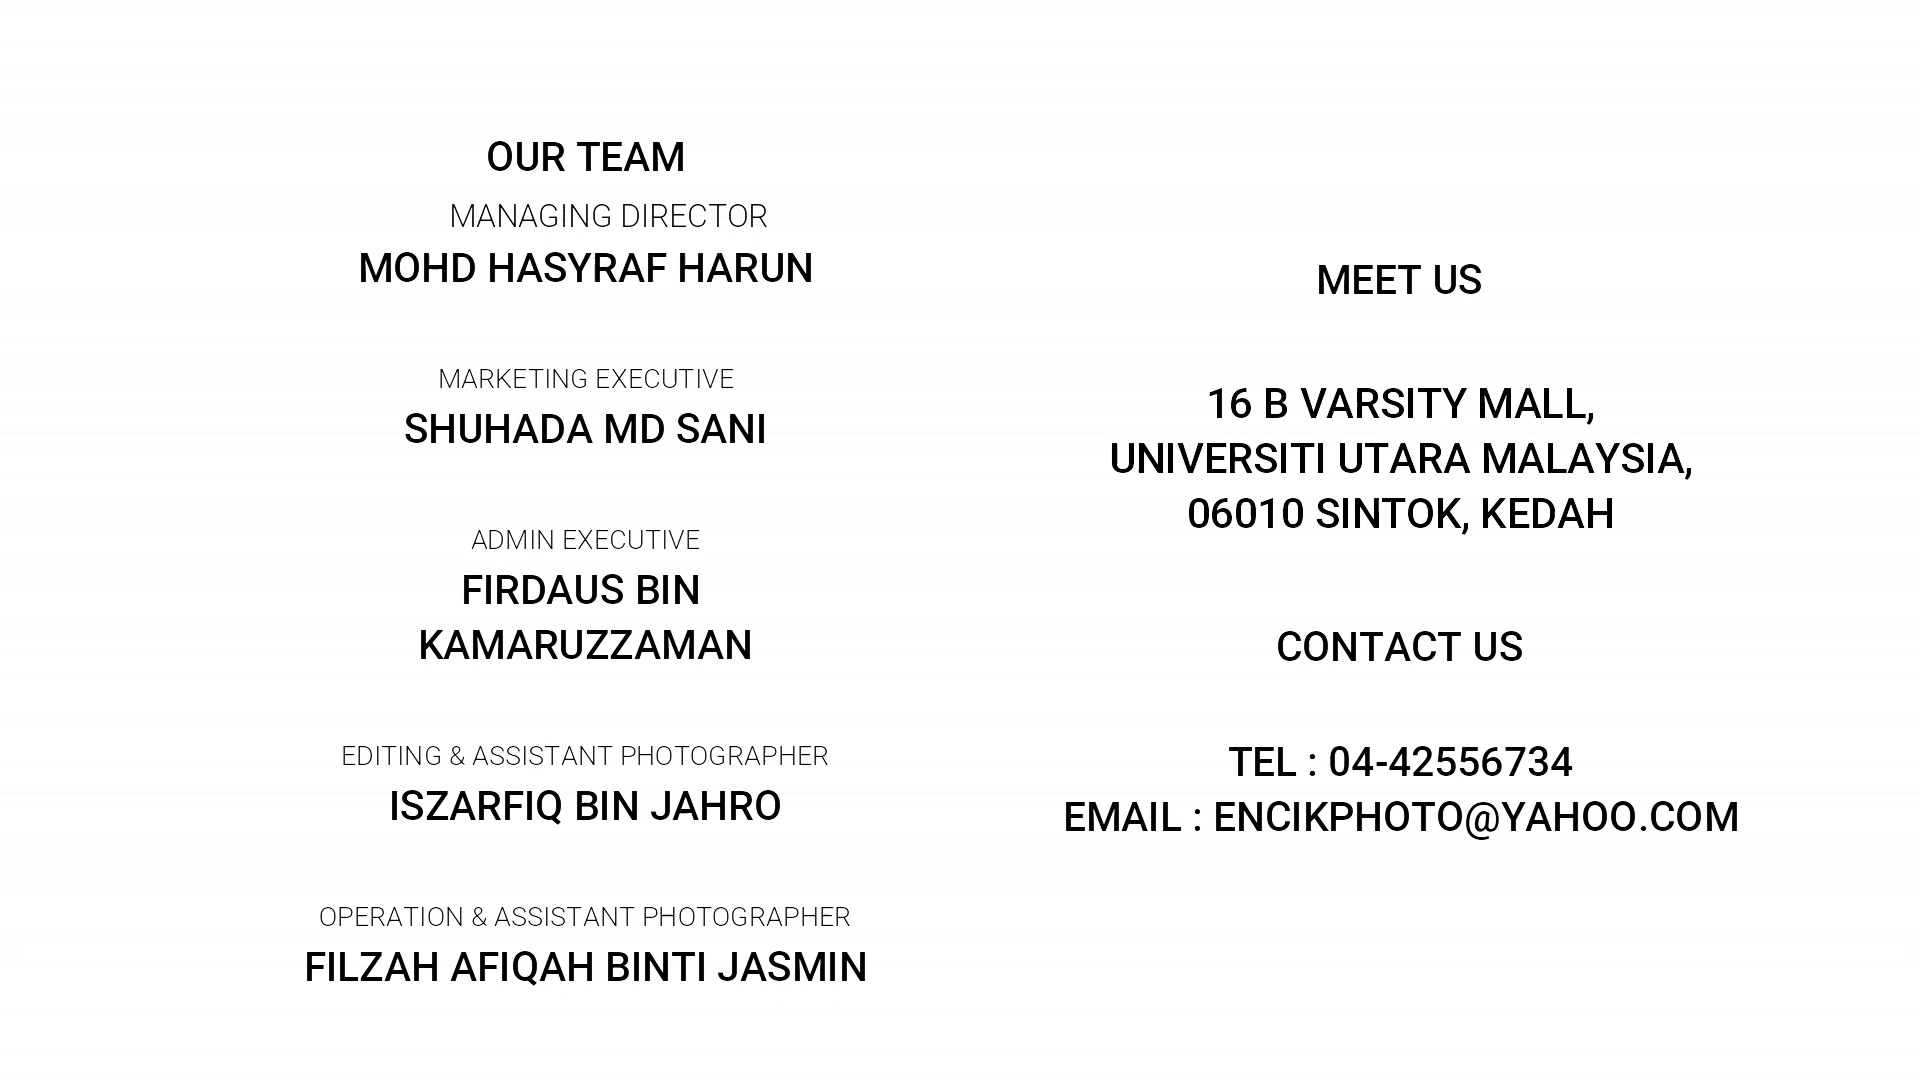 OUR TEAM
MANAGING DIRECTOR
MOHD HASYRAF HARUN
MARKETING EXECUTIVE
SHUHADA MD SANI
ADMIN EXECUTIVE
FIRDAUS BIN
KAMARUZZAMAN
EDITING & ASSISTANT PHOTOGRAPHER
ISZARFIQ BIN JAHRO
OPERATION & ASSISTANT PHOTOGRAPHER
FILZAH AFIQAH BINTI JASMIN
MEET US
16 B VARSITY MALL,
UNIVERSITI UTARA MALAYSIA,
06010 SINTOK, KEDAH
CONTACT US
TEL : 04-42556734
EMAIL : ENCIKPHOTO@YAHOO.COM